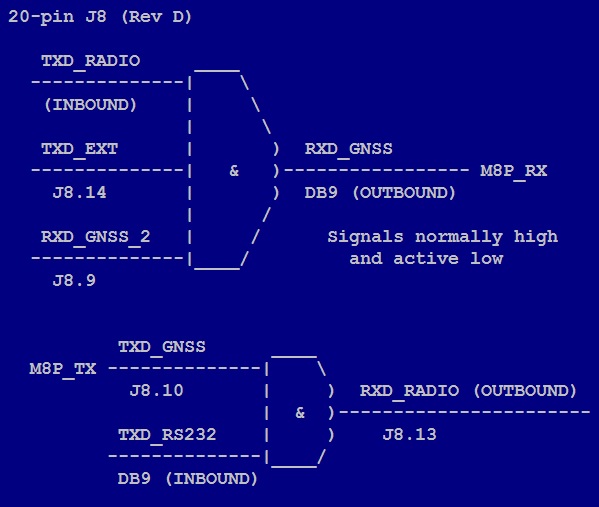 20-pin J8 (Rev D)
TXD_RADIO
(INBOUND)
TXD_EXT
J8.14
RXD_GNSS_2
J8.9
&
RXD_GNSS
DB9 (OUTBOUND)
M8P_RX
Signals normally high
and active low
TXD_GNSS
M8P_TX
J8.10
TXD_RS232
DB9 (INBOUND)
&
RXD_RADIO (OUTBOUND)
J8.13